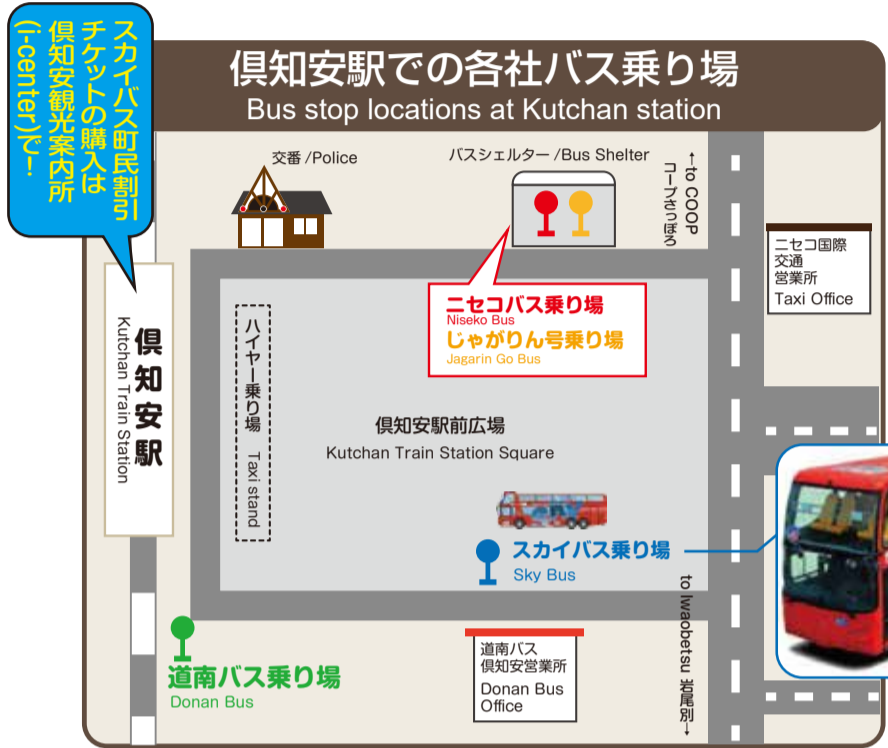 スカイバス町民割引
チケットの購入は
倶知安観光案内所
(i-center)で!
倶知安駅での各社バス乗り場
Bus stop locations at Kutchan station
交番/Police
バスシェルター/Bus Shelter
←to COOP
コープさっぽろ
ニセコ国際
交通
営業所
Taxi Office
ニセコバス乗り場
Niseko Bus
じゃがりん号乗り場
Jagarin Go Bus
倶知安駅
Kutchan Train Station
ハイヤー乗り場 Taxi stand
倶知安駅前広場
Kutchan Train Station Square
スカイバス乗り場
Sky Bus
to Iwaobetsu 岩尾別→
道南バス乗り場
Donan Bus
道南バス
倶知安営業所
Donan Bus
Office